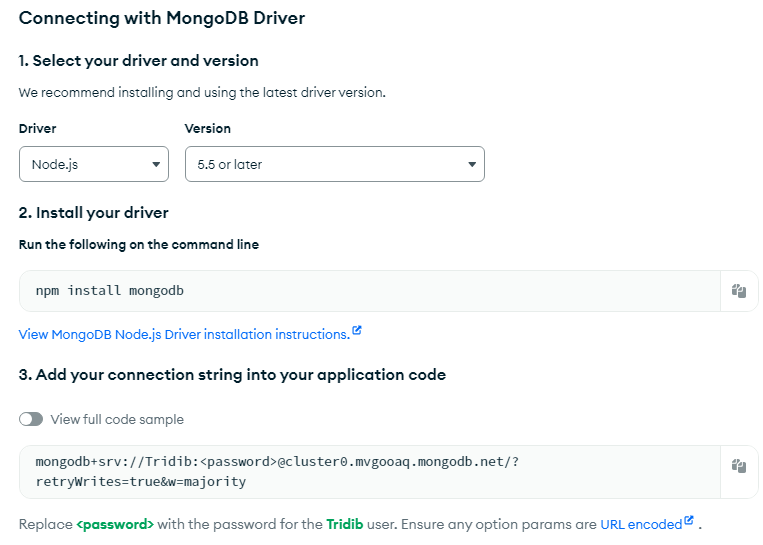 Connecting with MongoDB Driver
1. Select your driver and version
We recommend installing and using the latest driver version.
Driver
Version
Node.js
5.5 or later
2. Install your driver
Run the following on the command line
npm install mongodb
View MongoDB Node.js Driver installation instructions.
3. Add your connection string into your application code
View full code sample
mongodb+srv://Tridib:<password>@cluster0.mvgooaq.mongodb.net/?
retryWrites=true&w=majority
Replace <password> with the password for the Tridib user. Ensure any option params are URL encoded .